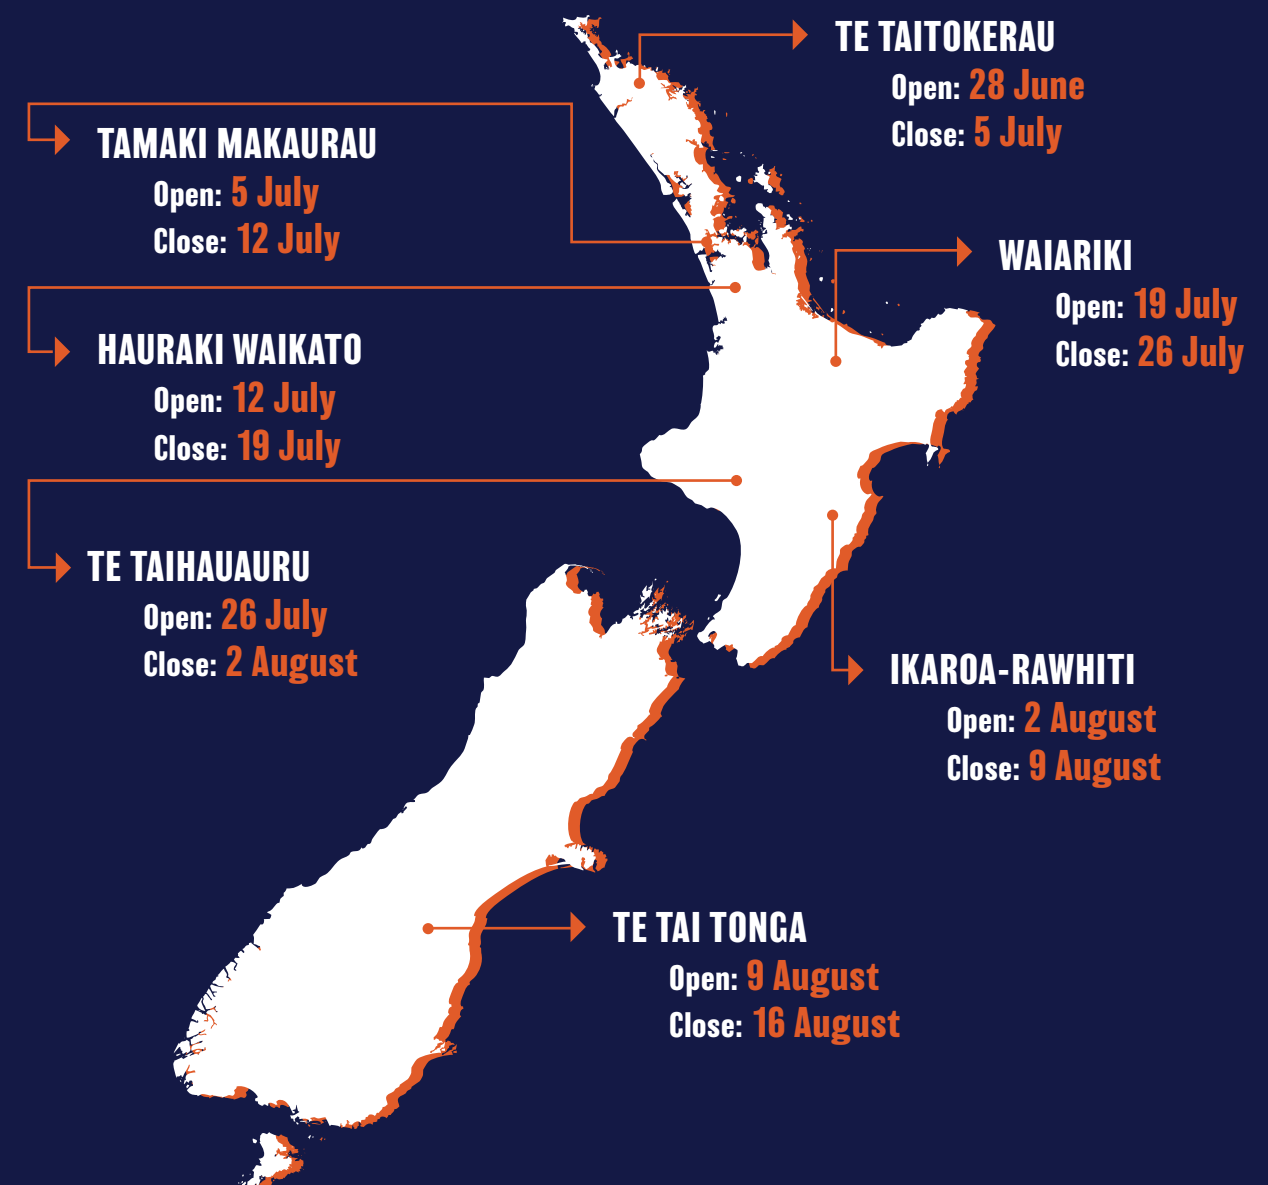 TE TAITOKERAU
Open: 28 June
Close: 5 July
TAMAKI MAKAURAU
Open: 5 July
Close: 12 July
WAIARIKI
Open: 19 July
Close: 26 July
HAURAKI WAIKATO
Open: 12 July
Close: 19 July
TE TAIHAUAURU
Open: 26 July
Close: 2 August
IKAROA-RAWHITI
Open: 2 August
Close: 9 August
TE TAI TONGA
Open: 9 August
Close: 16 August